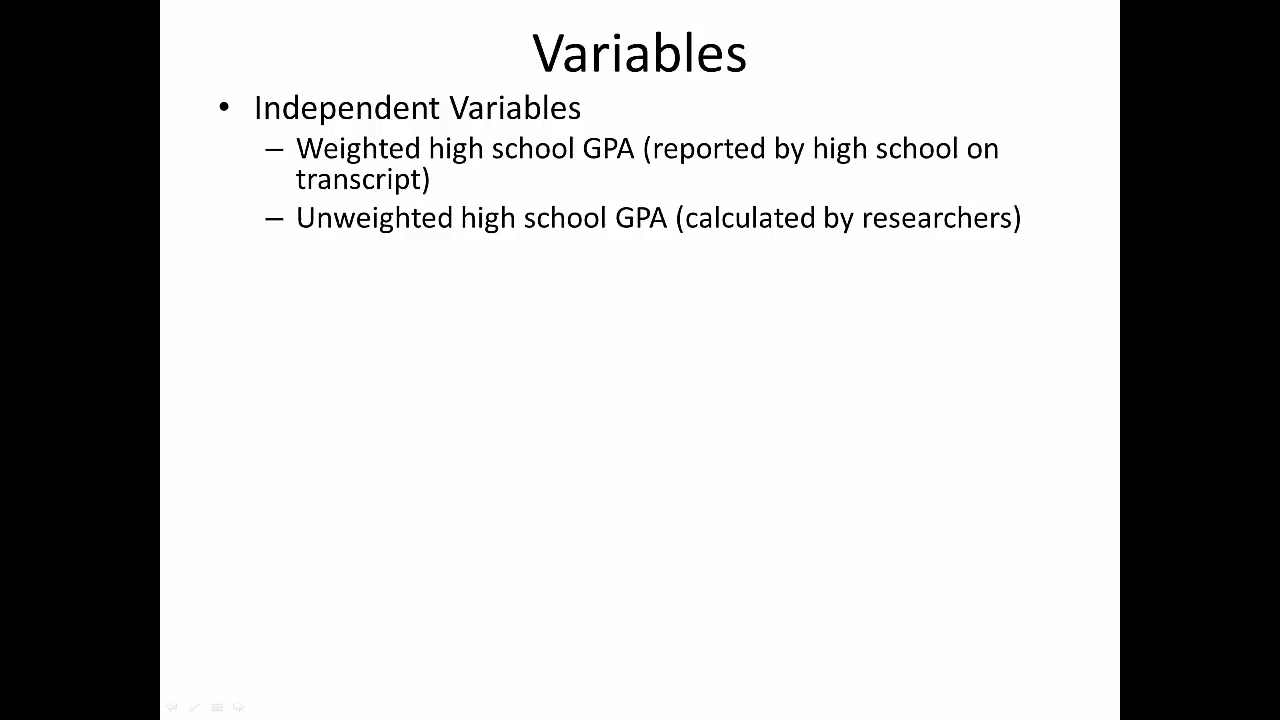 Variables
• Independent Variables
– Weighted high school GPA (reported by high school on
transcript)
– Unweighted high school GPA (calculated by researchers)